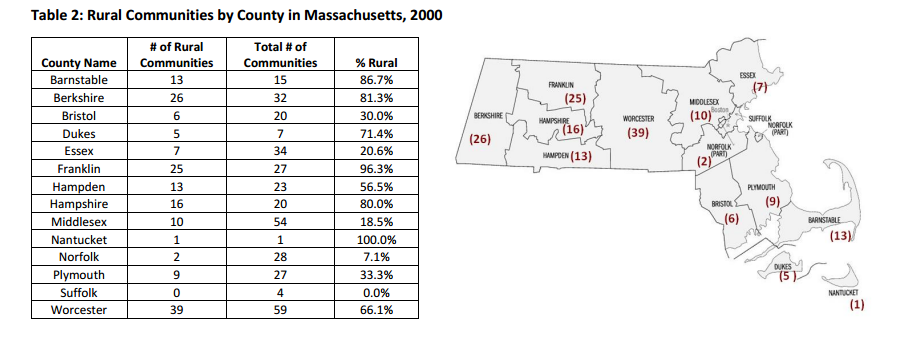 Table 2: Rural Communities by County in Massachusetts, 2000
County Name # of Rural Communities Total # of Communities % Rural
Barnstable 13 15 86.7%
Berkshire 26 32 81.3%
Bristol 6 20 30.0%
Dukes 5 7 71.4%
Essex 7 34 20.6%
Franklin 25 27 96.3%
Hampden 13 23 56.5%
Hampshire 16 20 80.0%
Middlesex 10 54 18.5%
Nantucket 1 1 100.0%
Norfolk 2 28 7.1%
Plymouth 9 27 33.3%
Suffolk 0 4 0.0%
Worcester 39 59 66.1%
ESSEX
(7)
FRANKLIN
(25)
MIDDLESEX
(10)
Boston
BERKSHIRE
(26)
HAMPSHIRE
(16)
WORCESTER
(39)
SUFFOLK
NORFOLK
(PART)
HAMPDEN (13)
NORFOLK
(PART)
(2)
PLYMOUTH
(9)
BRISTOL
(6)
BARNSTABLE
(13)
DUKES
(5)
NANTUCKET
(1)